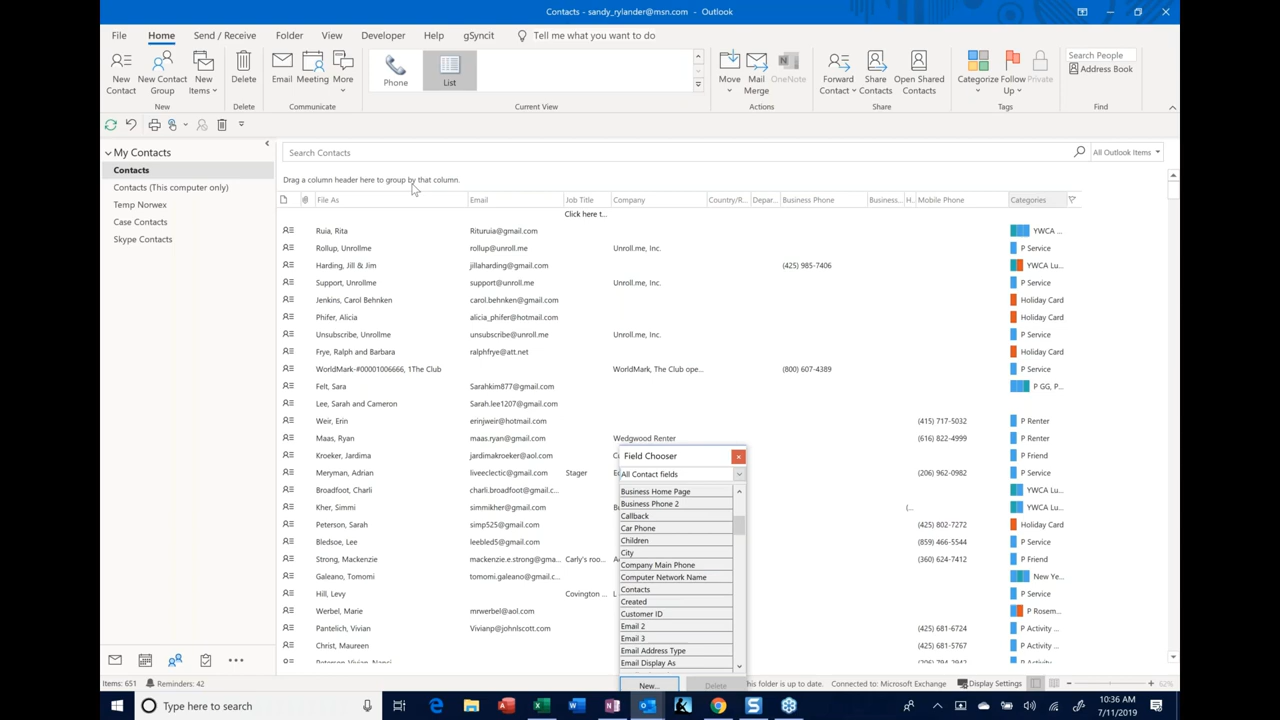 Contacts - sandy_rylander@msn.com - Outlook
File Home Send / Receive Folder View Developer Help gSyncit Tell me what you want to do
New Contact New Contact Group New Items Delete Email Meeting More Phone List Move Mail Merge OneNote Forward Contact Share Contacts Open Shared Contacts Categorize Follow Up Private Search People
Address Book
New Delete Communicate Current View Actions Share Tags Find
My Contacts Search Contacts All Outlook Items
Contacts
Contacts (This computer only) Drag a column header here to group by that column.
Temp Norwex File As Email Job Title Company Country/R... Depar... Business Phone Business... H.. Mobile Phone Categories
Case Contacts Click here t...
Skype Contacts
Ruia, Rita Rituruia@gmail.com YWCA ...
Rollup, Unrollme rollup@unroll.me Unroll.me, Inc. P Service
Harding, Jill & Jim jillaharding@gmail.com (425) 985-7406 YWCA Lu...
Support, Unrollme support@unroll.me Unroll.me, Inc. P Service
Jenkins, Carol Behnken carol.behnken@gmail.com Holiday Card
Phifer, Alicia alicia_phifer@hotmail.com Holiday Card
Unsubscribe, Unrollme unsubscribe@unroll.me Unroll.me, Inc. P Service
Frye, Ralph and Barbara ralphfrye@att.net Holiday Card
WorldMark-#00001006666, 1The Club WorldMark, The Club ope... (800) 607-4389 P Service
Felt, Sara Sarahkim877@gmail.com P GG, P...
Lee, Sarah and Cameron Sarah.lee1207@gmail.com
Weir, Erin erinjweir@hotmail.com (415) 717-5032 P Renter
Maas, Ryan maas.ryan@gmail.com Wedgwood Renter (616) 822-4999 P Renter
Kroeker, Jardima jardimakroeker@aol.com P Friend
Meryman, Adrian liveeclectic@gmail.com Stager (206) 962-0982 P Service
Broadfoot, Charli charli.broadfoot@gmail.com YWCA Lu...
Kher, Simmi simmikher@gmail.com (... YWCA Lu...
Peterson, Sarah simp525@gmail.com (425) 802-7272 Holiday Card
Bledsoe, Lee leebled5@gmail.com (859) 466-5544 P Service
Strong, Mackenzie mackenzie.e.strong@gma... Carly's roo... (360) 624-7412 P Friend
Galeano, Tomomi tomomi.galeano@gmail.c... New Ye...
Hill, Levy Covington ... P Service
Werbel, Marie mrwerbel@aol.com P Rosem...
Pantelich, Vivian Vivianp@johnlscott.com (425) 681-6724 P Activity ...
Christ, Maureen (425) 681-5767 P Activity ...
Field Chooser
All Contact fields
Business Home Page
Business Phone 2
Callback
Car Phone
Children
City
Company Main Phone
Computer Network Name
Contacts
Created
Customer ID
Email 2
Email 3
Email Address Type
Email Display As
New... Delete
Items: 651 Reminders: 42 his folder is up to date. Connected to: Microsoft Exchange Display Settings 62%
Type here to search 10:36 AM
7/11/2019